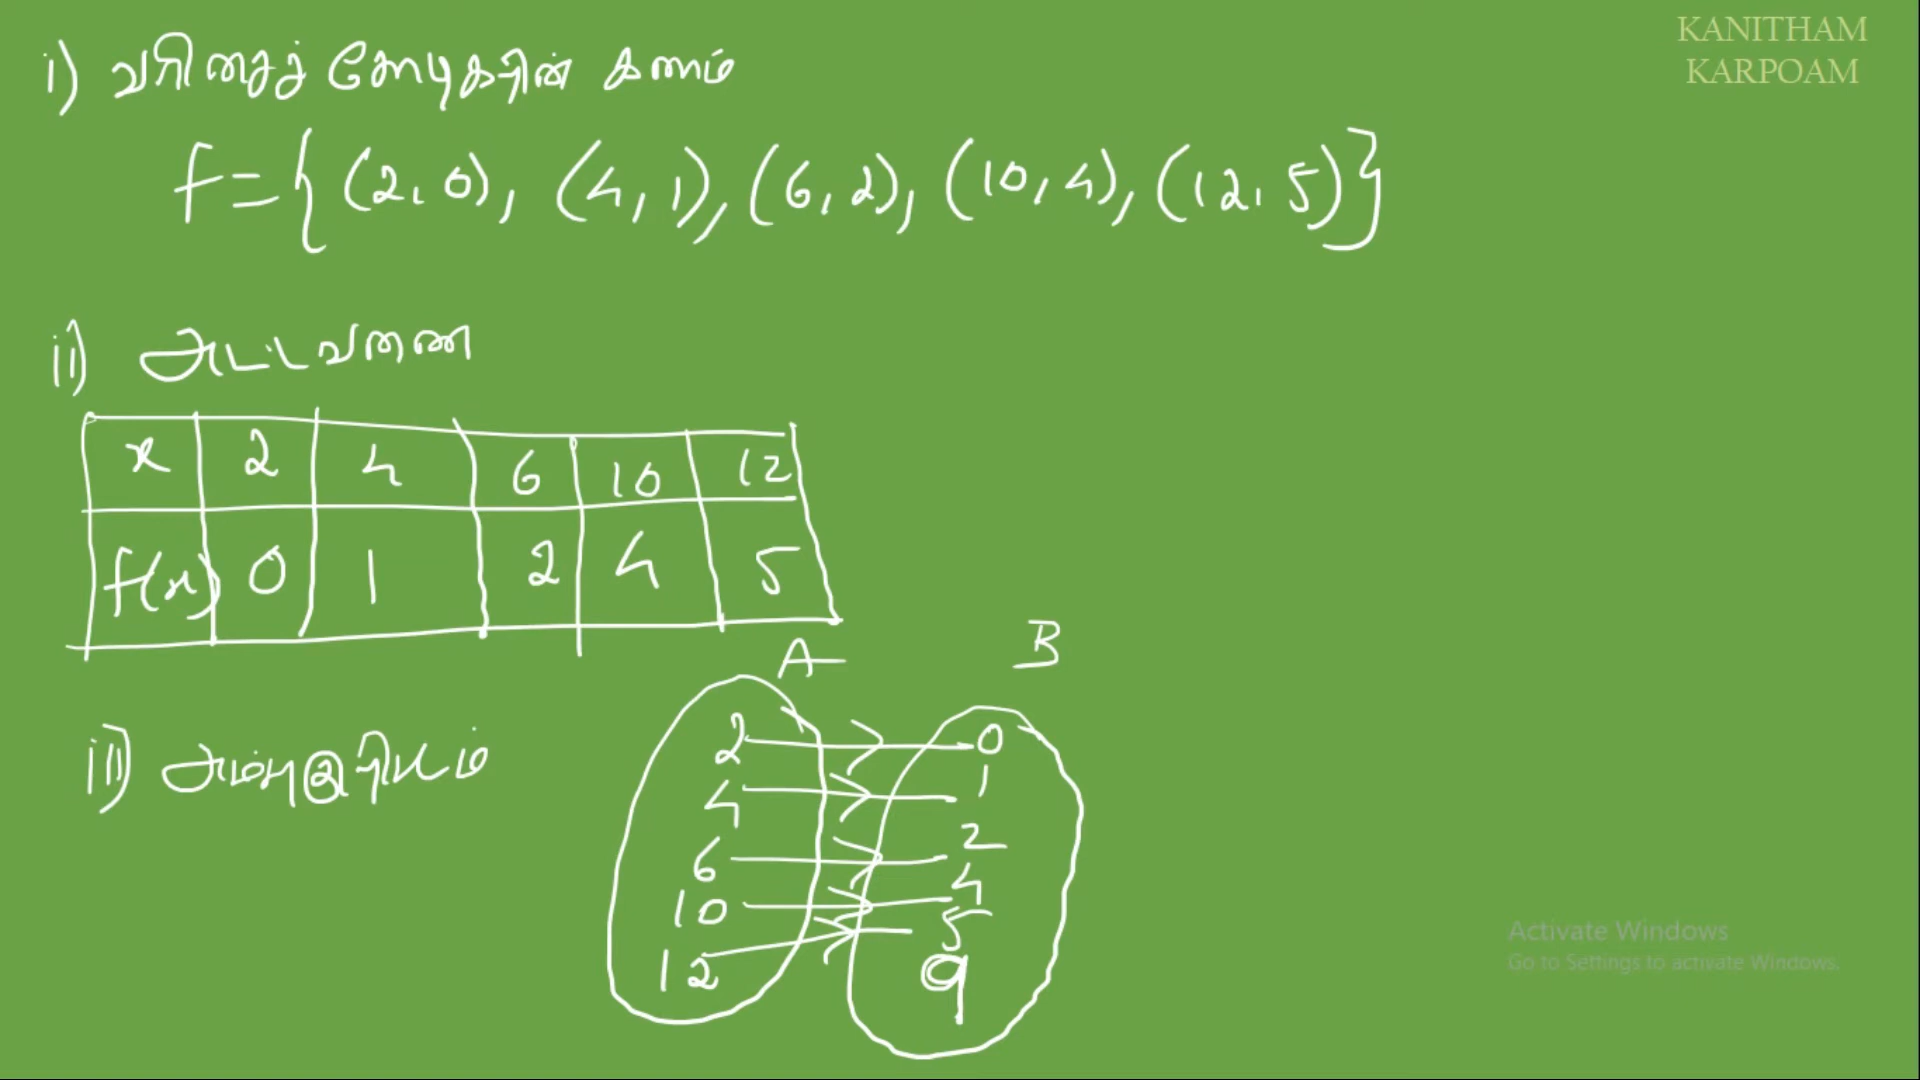 KANITHAM
KARPOAM
i) வரிசைச் சோடிகளின் கணம்
f = { (2, 0), (4, 1), (6, 2), (10, 4), (12, 5) }
ii) அட்டவணை
x 2 4 6 10 12
f(x) 0 1 2 4 5
A B
iii) அம்புகுறியிடம்
2 0
4 1
6 2
10 4
12 5
9
Activate Windows
Go to Settings to activate Windows.